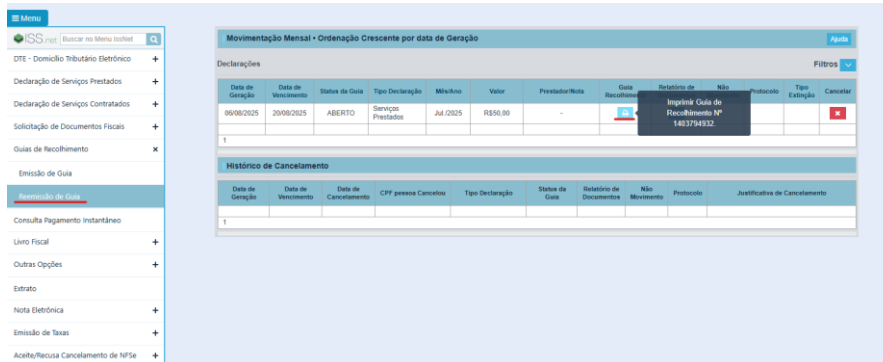 Menu
ISS.net Buscar no Menu IssNet
DTE - Domicílio Tributário Eletrônico +
Declaração de Serviços Prestados +
Declaração de Serviços Contratados +
Solicitação de Documentos Fiscais +
Guias de Recolhimento ×
Emissão de Guia
Reemissão de Guia
Consulta Pagamento Instantâneo
Livro Fiscal +
Outras Opções +
Extrato
Nota Eletrônica +
Emissão de Taxas +
Aceite/Recusa Cancelamento de NFSe +
Movimentação Mensal • Ordenação Crescente por data de Geração Ajuda
Declarações Filtros
Data de Geração Data de Vencimento Status da Guia Tipo Declaração Mês/Ano Valor Prestador/Nota Guia Relatório de Não Protocolo Tipo Extinção Cancelar
06/08/2025 20/08/2025 ABERTO Serviços Prestados Jul./2025 R$50,00 -
Imprimir Guia de
Recolhimento Nº
1403794932.
1
Histórico de Cancelamento
Data de Geração Data de Vencimento Data de Cancelamento CPF pessoa Cancelou Tipo Declaração Status da Guia Relatório de Documentos Não Movimento Protocolo Justificativa de Cancelamento
1